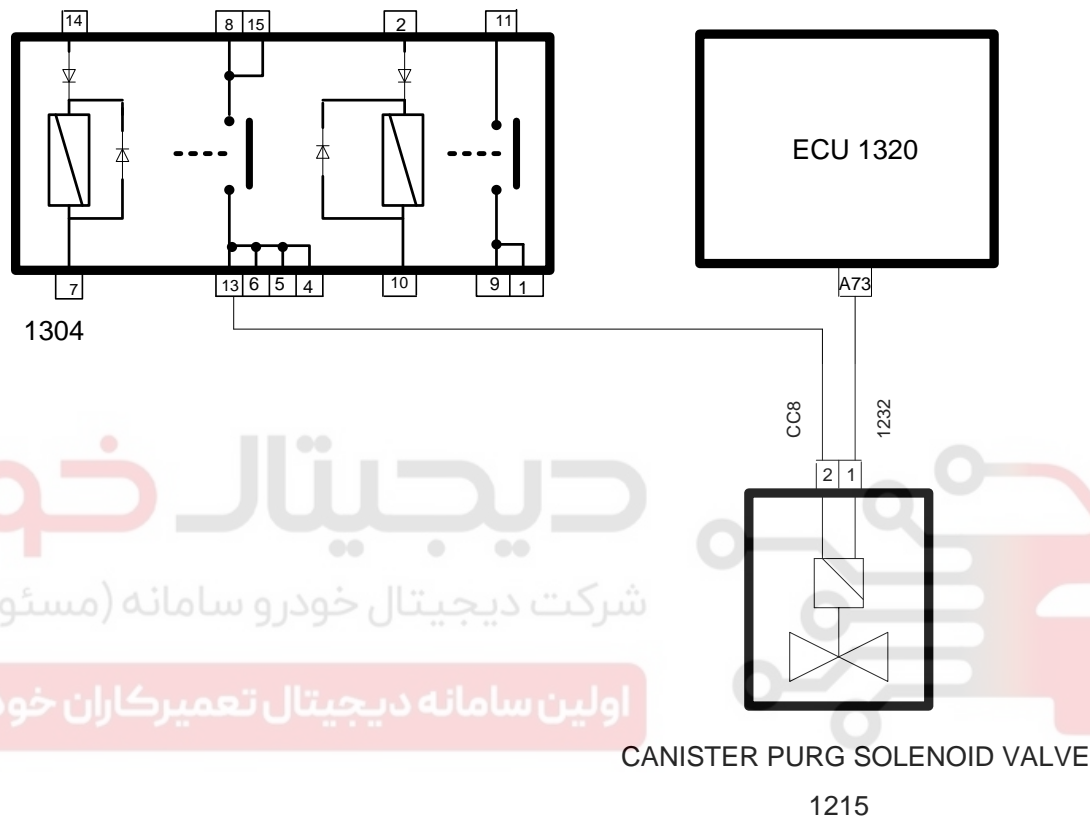 14 8 15 2 11
ECU 1320
7 13 6 5 4 10 9 1
A73
1304
CC8
1232
2 1
دیجیتال خو
شرکت دیجیتال خودرو سامانه (مسئو
اولین سامانه دیجیتال تعمیرکاران خود
CANISTER PURG SOLENOID VALVE
1215